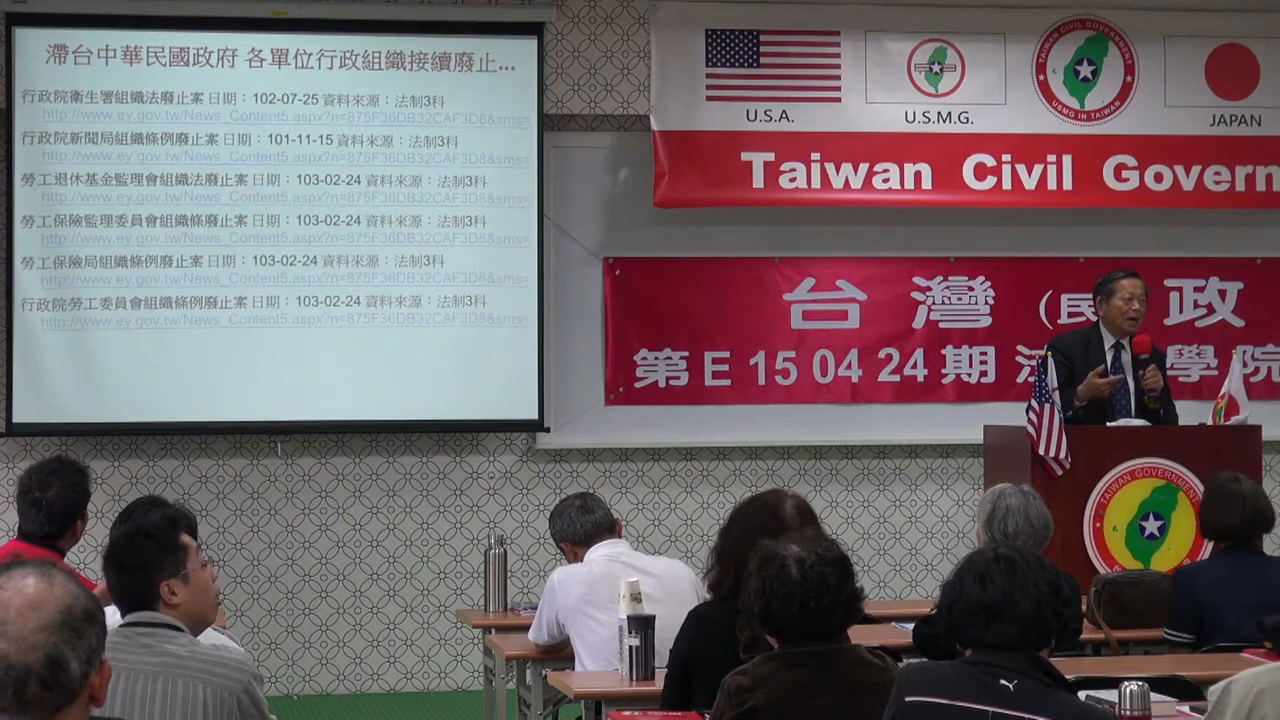 滯台中華民國政府 各單位行政組織接續廢止...
行政院衛生署組織法廢止案 日期：102-07-25 資料來源：法制3科
http://www.ey.gov.tw/News_Content5.aspx?n=875F36DB32CAF3D8&sms=
行政院新聞局組織條例廢止案 日期：101-11-15 資料來源：法制3科
http://www.ey.gov.tw/News_Content5.aspx?n=875F36DB32CAF3D8&sms=
勞工退休基金監理會組織法廢止案 日期：103-02-24 資料來源：法制3科
http://www.ey.gov.tw/News_Content5.aspx?n=875F36DB32CAF3D8&sms=
勞工保險監理委員會組織條廢止案 日期：103-02-24 資料來源：法制3科
http://www.ey.gov.tw/News_Content5.aspx?n=875F36DB32CAF3D8&sms=
勞工保險局組織條例廢止案 日期：103-02-24 資料來源：法制3科
http://www.ey.gov.tw/News_Content5.aspx?n=875F36DB32CAF3D8&sms=
行政院勞工委員會組織條例廢止案 日期：103-02-24 資料來源：法制3科
http://www.ey.gov.tw/News_Content5.aspx?n=875F36DB32CAF3D8&sms=
U.S.A.
U.S.M.G.
TAIWAN CIVIL GOVERNMENT
USMG IN TAIWAN
JAPAN
Taiwan Civil Govern
台灣（民 政
第E 15 04 24 期 學院
TAIWAN GOVERNMENT